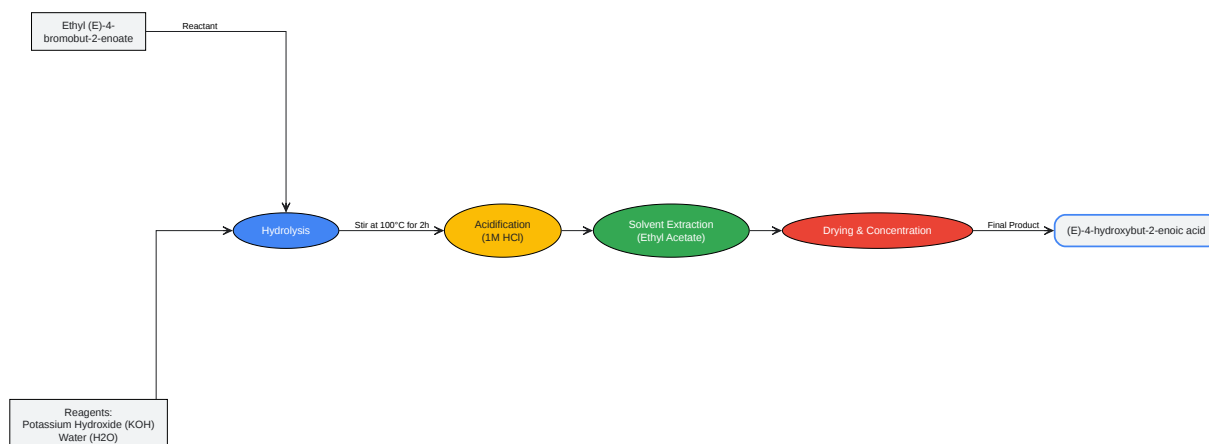 Ethyl (E)-4-
bromobut-2-enoate
Reactant
Hydrolysis
Stir at 100°C for 2h
Acidification
(1M HCl)
Solvent Extraction
(Ethyl Acetate)
Drying & Concentration
Final Product
(E)-4-hydroxybut-2-enoic acid
Reagents:
Potassium Hydroxide (KOH)
Water (H2O)